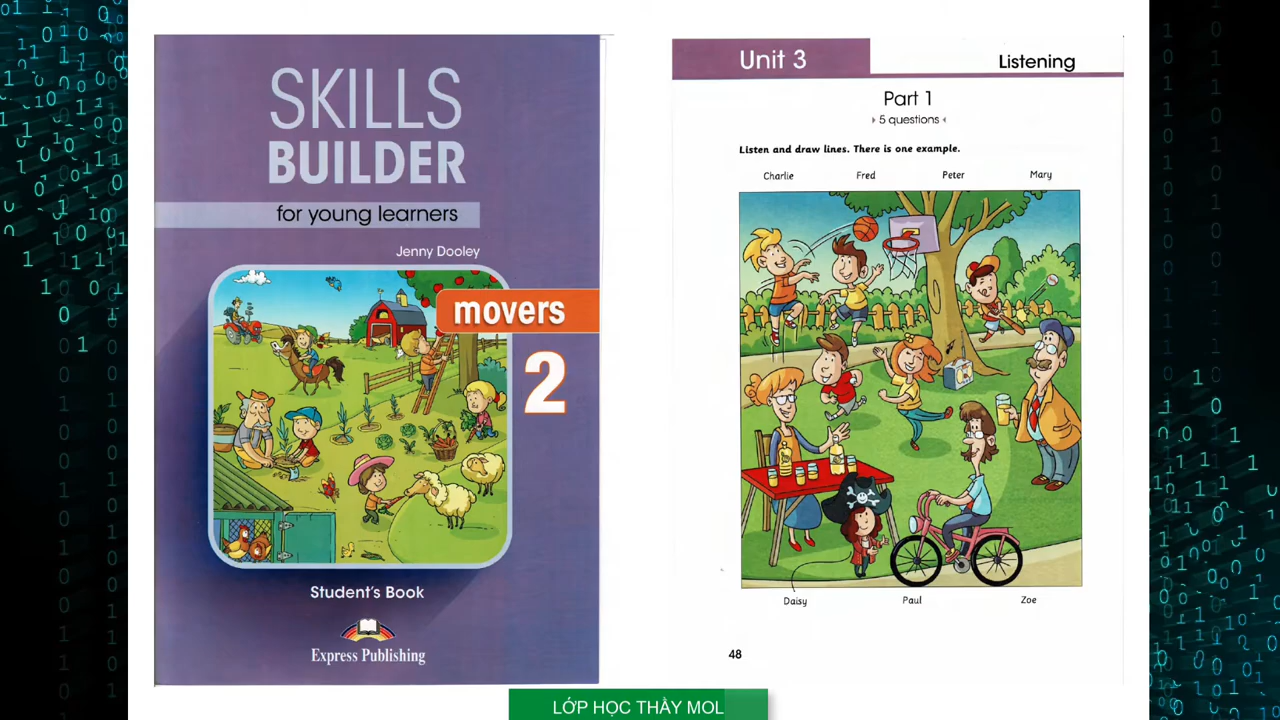 SKILLS
BUILDER
for young learners
Jenny Dooley
movers
2
Student's Book
Express Publishing
Unit 3
Listening
Part 1
5 questions
Listen and draw lines. There is one example.
Charlie Fred Peter Mary
Daisy Paul Zoe
48
LỚP HỌC THẦY MOL